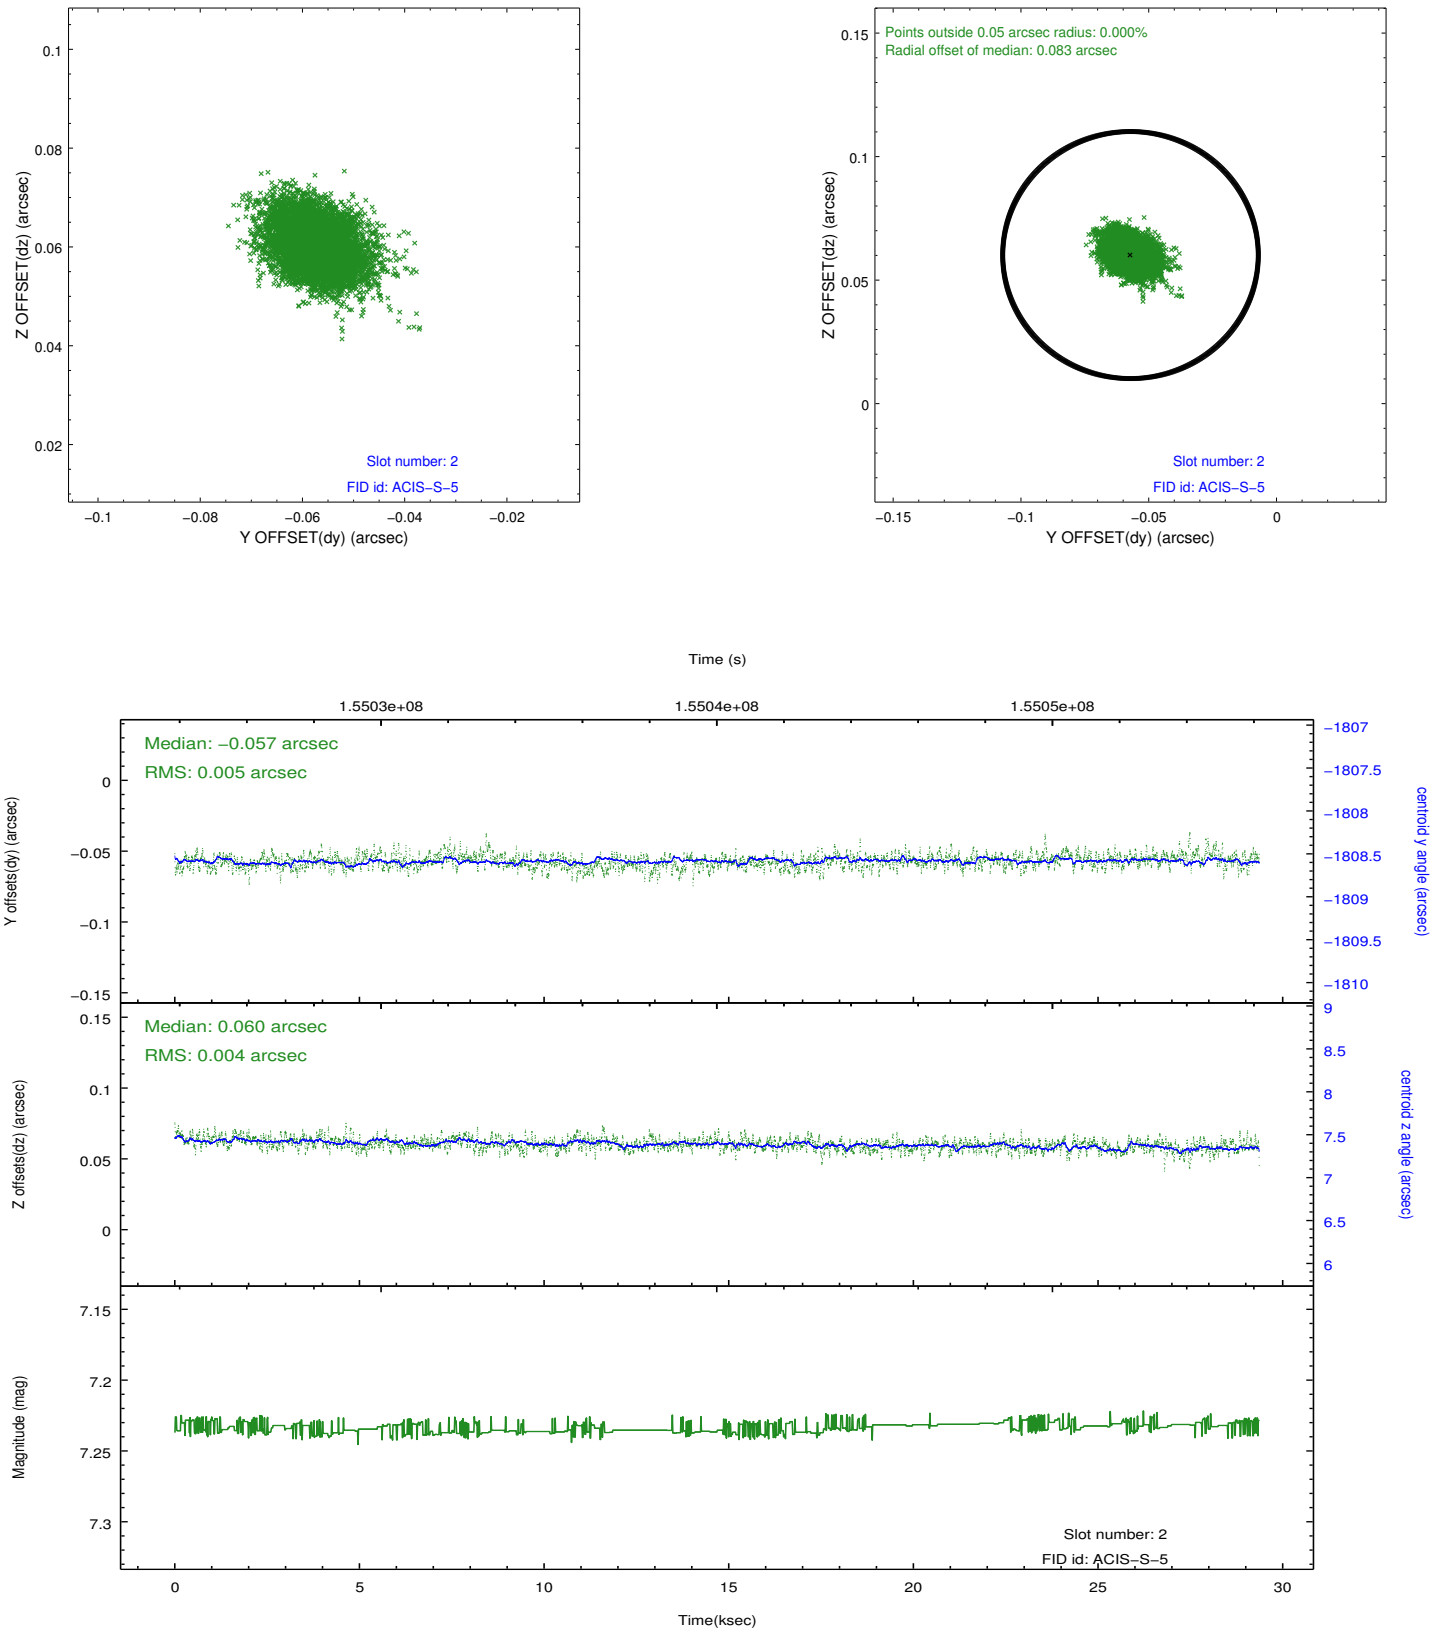 0.1
0.08
0.06
0.04
0.02
Z OFFSET(dz) (arcsec)
Slot number: 2
FID id: ACIS−S−5
−0.1 −0.08 −0.06 −0.04 −0.02
Y OFFSET(dy) (arcsec)
Points outside 0.05 arcsec radius: 0.000%
Radial offset of median: 0.083 arcsec
0.15
0.1
0.05
0
Z OFFSET(dz) (arcsec)
Slot number: 2
FID id: ACIS−S−5
−0.15 −0.1 −0.05 0
Y OFFSET(dy) (arcsec)
Time (s)
1.5503e+08 1.5504e+08 1.5505e+08
Median: −0.057 arcsec
RMS: 0.005 arcsec
0
−0.05
−0.1
−0.15
Y offsets(dy) (arcsec)
−1807
−1807.5
−1808
−1808.5
−1809
−1809.5
−1810
centroid y angle (arcsec)
Median: 0.060 arcsec
RMS: 0.004 arcsec
0.15
0.1
0.05
0
Z offsets(dz) (arcsec)
9
8.5
8
7.5
7
6.5
6
centroid z angle (arcsec)
7.15
7.2
7.25
7.3
Magnitude (mag)
Slot number: 2
FID id: ACIS−S−5
0 5 10 15 20 25 30
Time(ksec)